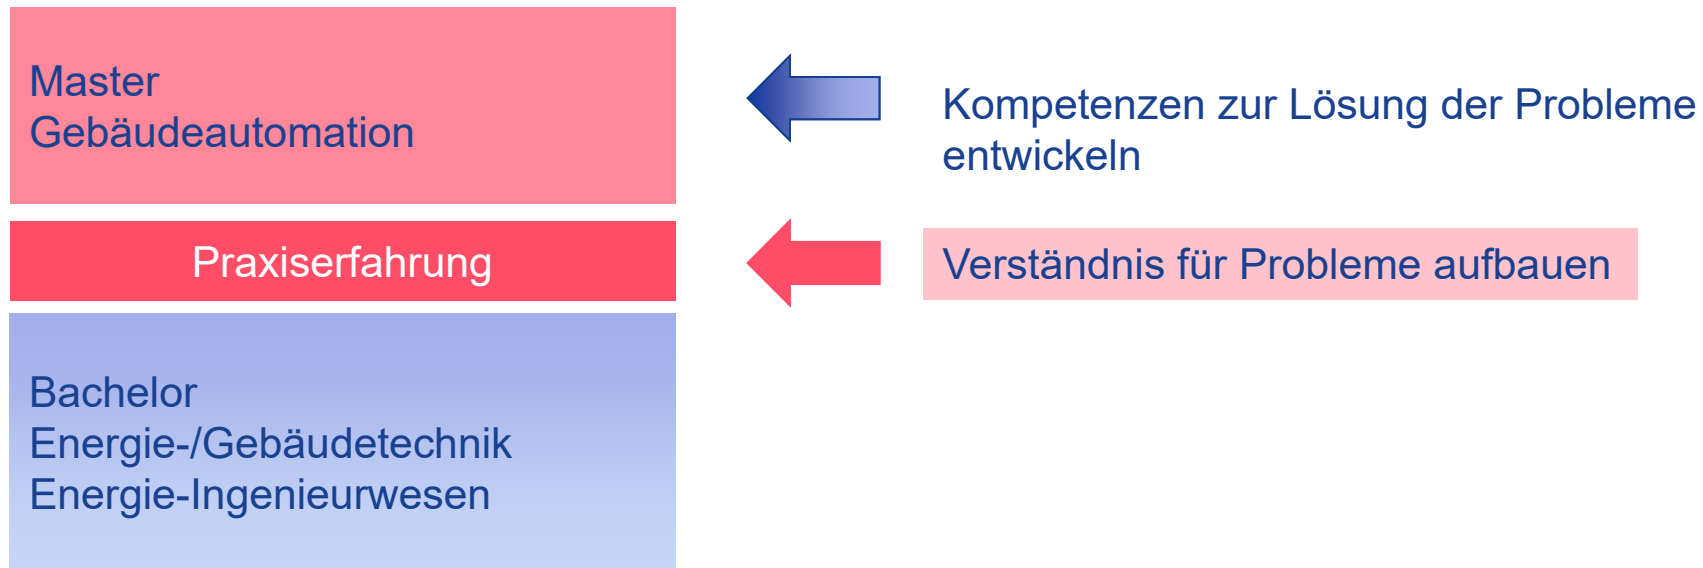 Master
Gebäudeautomation
Kompetenzen zur Lösung der Probleme
entwickeln
Praxiserfahrung
Verständnis für Probleme aufbauen
Bachelor
Energie-/Gebäudetechnik
Energie-Ingenieurwesen